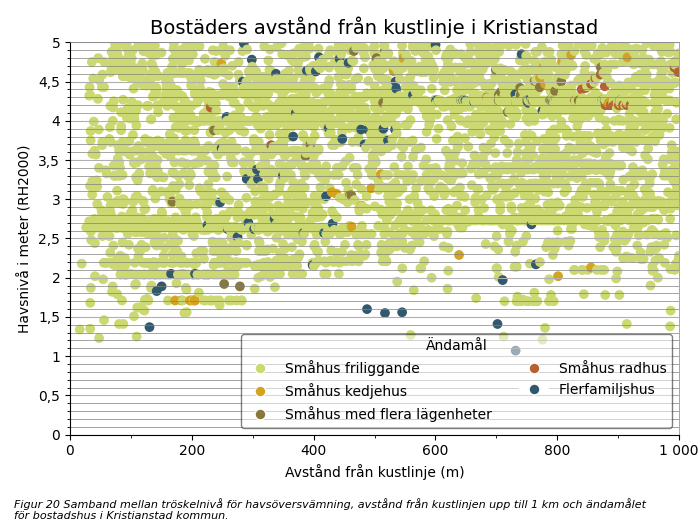 Bostäders avstånd från kustlinje i Kristianstad
Havsnivå i meter (RH2000)
5
4,5
4
3,5
3
2,5
2
1,5
1
0,5
0
Ändamål
Småhus friliggande
Småhus kedjehus
Småhus med flera lägenheter
Småhus radhus
Flerfamiljshus
0 200 400 600 800 1 000
Avstånd från kustlinje (m)
Figur 20 Samband mellan tröskelnivå för havsöversvämning, avstånd från kustlinjen upp till 1 km och ändamålet
för bostadshus i Kristianstad kommun.